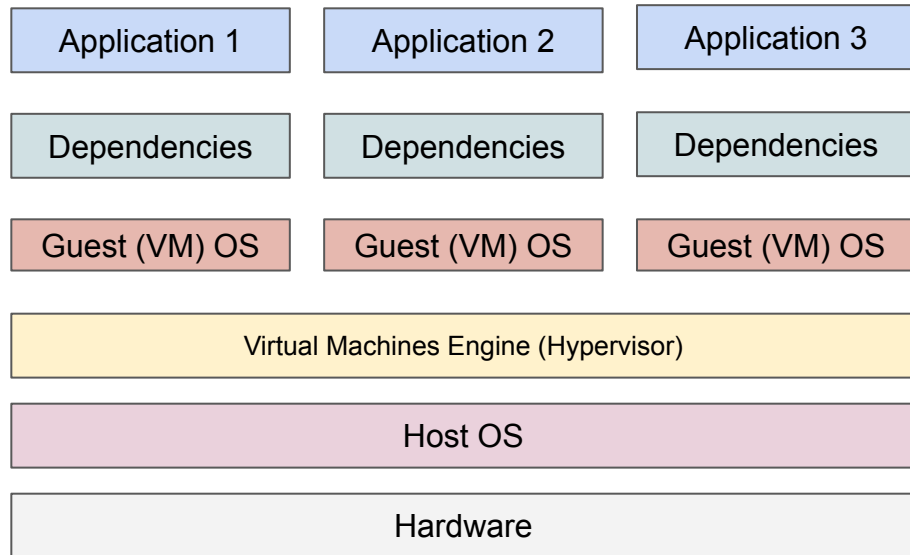 Application 1
Application 2
Application 3
Dependencies
Dependencies
Dependencies
Guest (VM) OS
Guest (VM) OS
Guest (VM) OS
Virtual Machines Engine (Hypervisor)
Host OS
Hardware